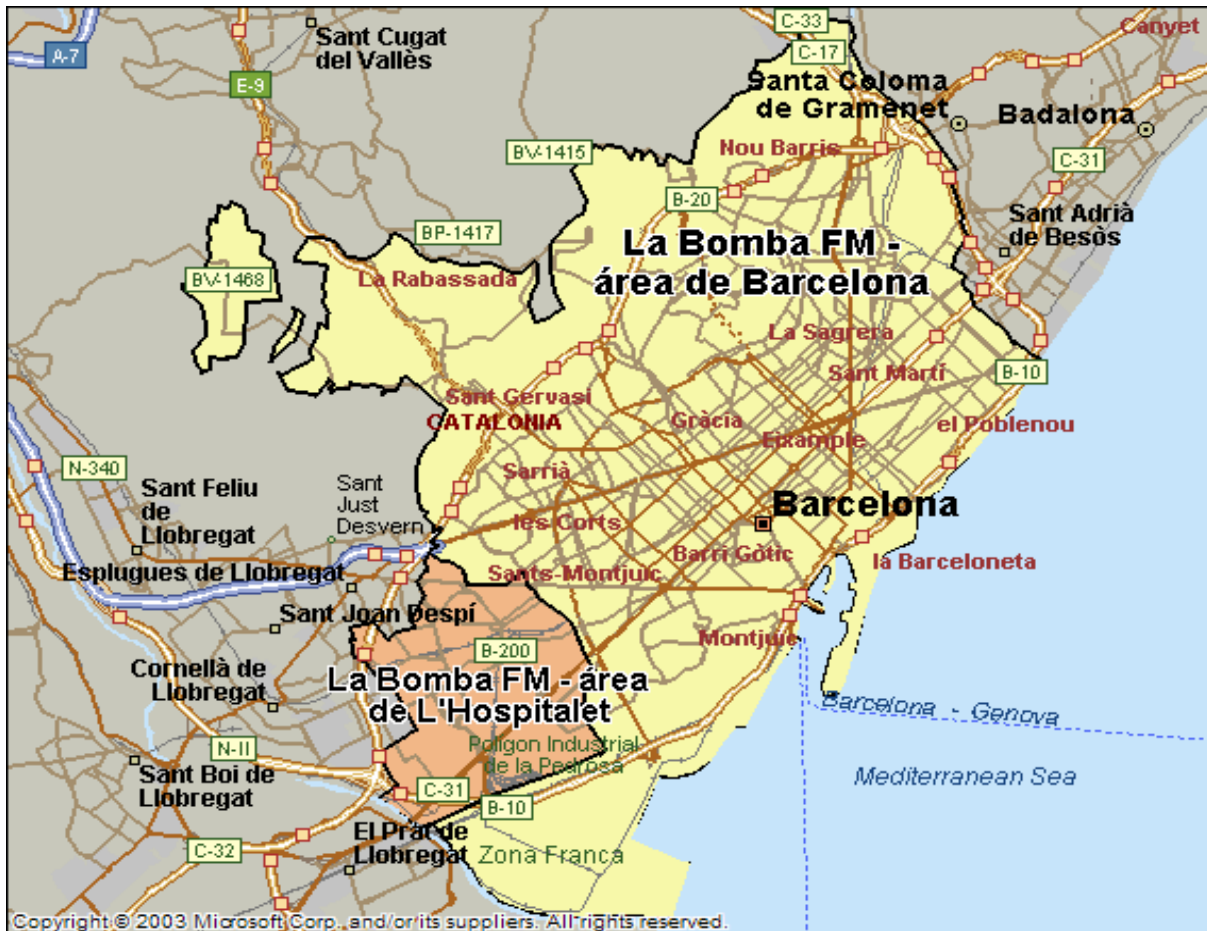 C-33
Canyet
Sant Cugat
del Vallès
A-7
C-17
E-9
Santa Coloma
de Gramenet
Badalona
Nou Barris
BV-1415
C-31
B-20
Sant Adrià
de Besòs
BP-1417
La Bomba FM -
área de Barcelona
BV-1468
La Rabassada
La Sagrera
Sant Martí
B-10
Sant Gervasi
CATALONIA
Gràcia
Eixample
el Poblenou
N-340
Sarrià
Sant Feliu
de
Llobregat
Sant
Just
Desvern
Barcelona
les Corts
Barri Gòtic
la Barceloneta
Esplugues de Llobregat
Sants-Montjuïc
Sant Joan Despí
Montjuïc
B-200
Cornellà de
Llobregat
La Bomba FM - área
de L'Hospitalet
Barcelona - Genova
N-II
Polígon Industrial
de la Pedrosa
Sant Boi de
Llobregat
Mediterranean Sea
C-31
B-10
El Prat de
Llobregat
C-32
Zona Franca
Copyright © 2003 Microsoft Corp. and/or its suppliers. All rights reserved.